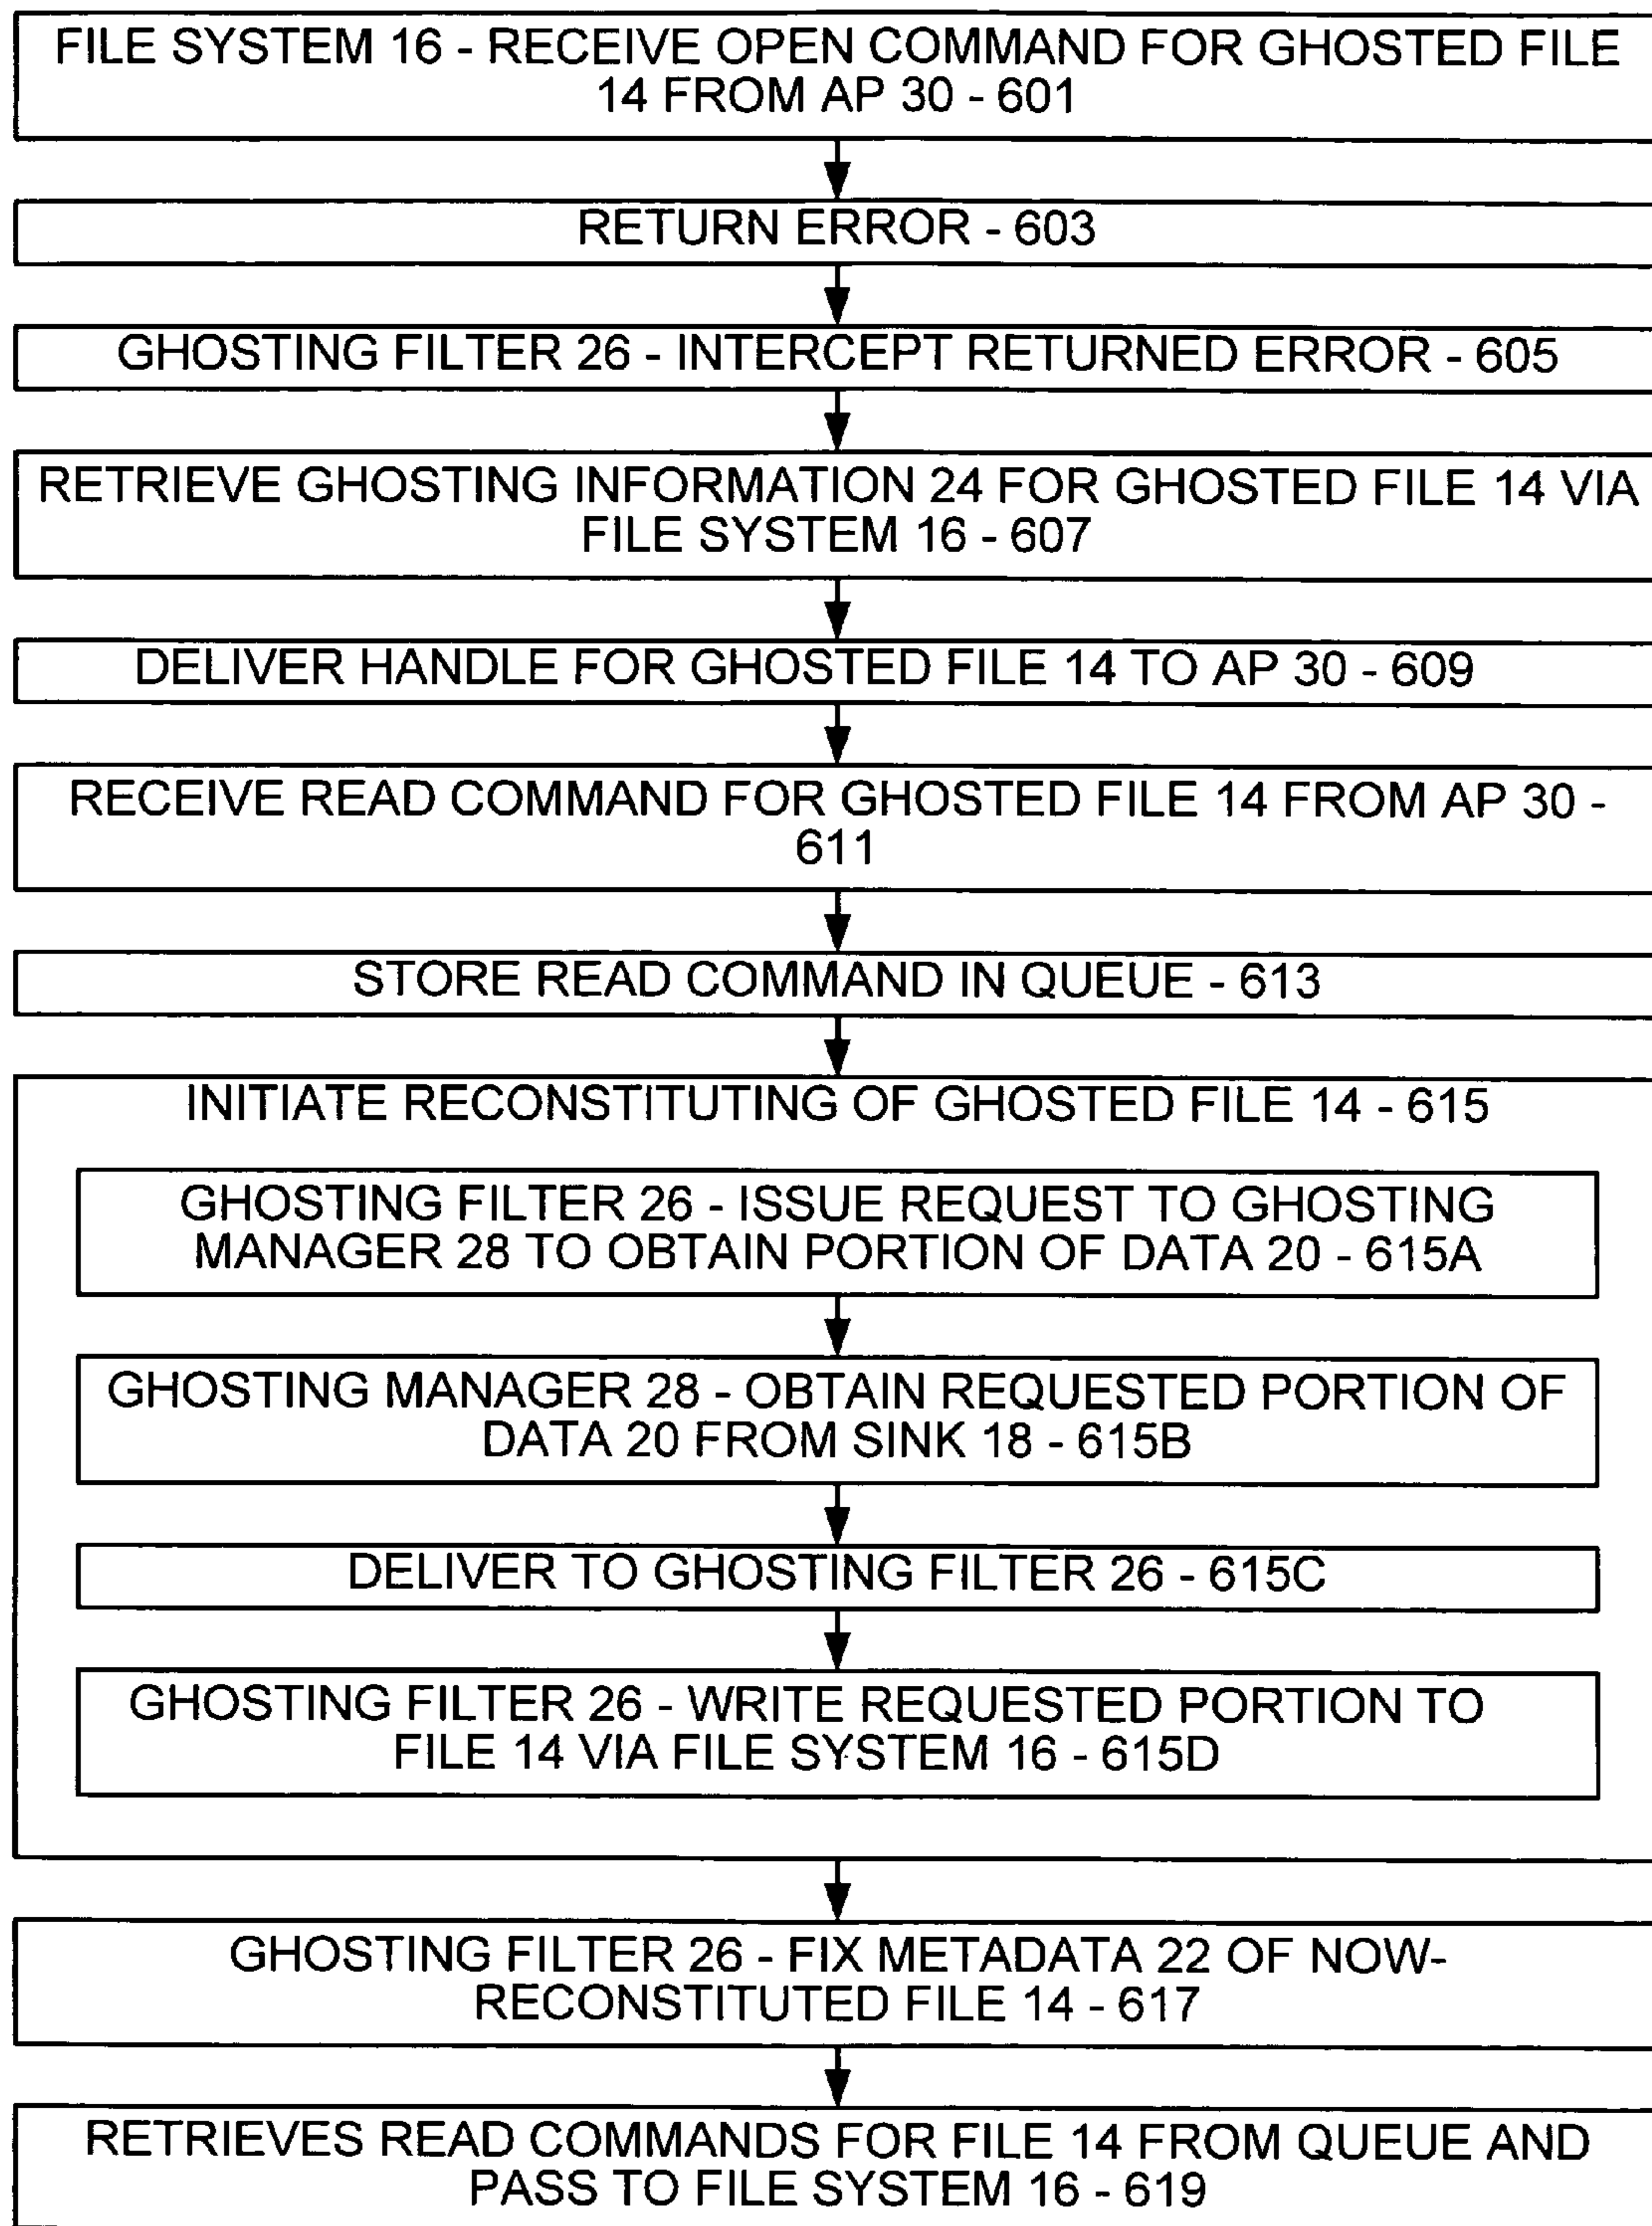 FILE SYSTEM 16 - RECEIVE OPEN COMMAND FOR GHOSTED FILE
14 FROM AP 30 - 601
RETURN ERROR - 603
GHOSTING FILTER 26 - INTERCEPT RETURNED ERROR - 605
RETRIEVE GHOSTING INFORMATION 24 FOR GHOSTED FILE 14 VIA
FILE SYSTEM 16 - 607
DELIVER HANDLE FOR GHOSTED FILE 14 TO AP 30 - 609
RECEIVE READ COMMAND FOR GHOSTED FILE 14 FROM AP 30 -
611
STORE READ COMMAND IN QUEUE - 613
INITIATE RECONSTITUTING OF GHOSTED FILE 14 - 615
GHOSTING FILTER 26 - ISSUE REQUEST TO GHOSTING
MANAGER 28 TO OBTAIN PORTION OF DATA 20 - 615A
GHOSTING MANAGER 28 - OBTAIN REQUESTED PORTION OF
DATA 20 FROM SINK 18 - 615B
DELIVER TO GHOSTING FILTER 26 - 615C
GHOSTING FILTER 26 - WRITE REQUESTED PORTION TO
FILE 14 VIA FILE SYSTEM 16 - 615D
GHOSTING FILTER 26 - FIX METADATA 22 OF NOW-
RECONSTITUTED FILE 14 - 617
RETRIEVES READ COMMANDS FOR FILE 14 FROM QUEUE AND
PASS TO FILE SYSTEM 16 - 619